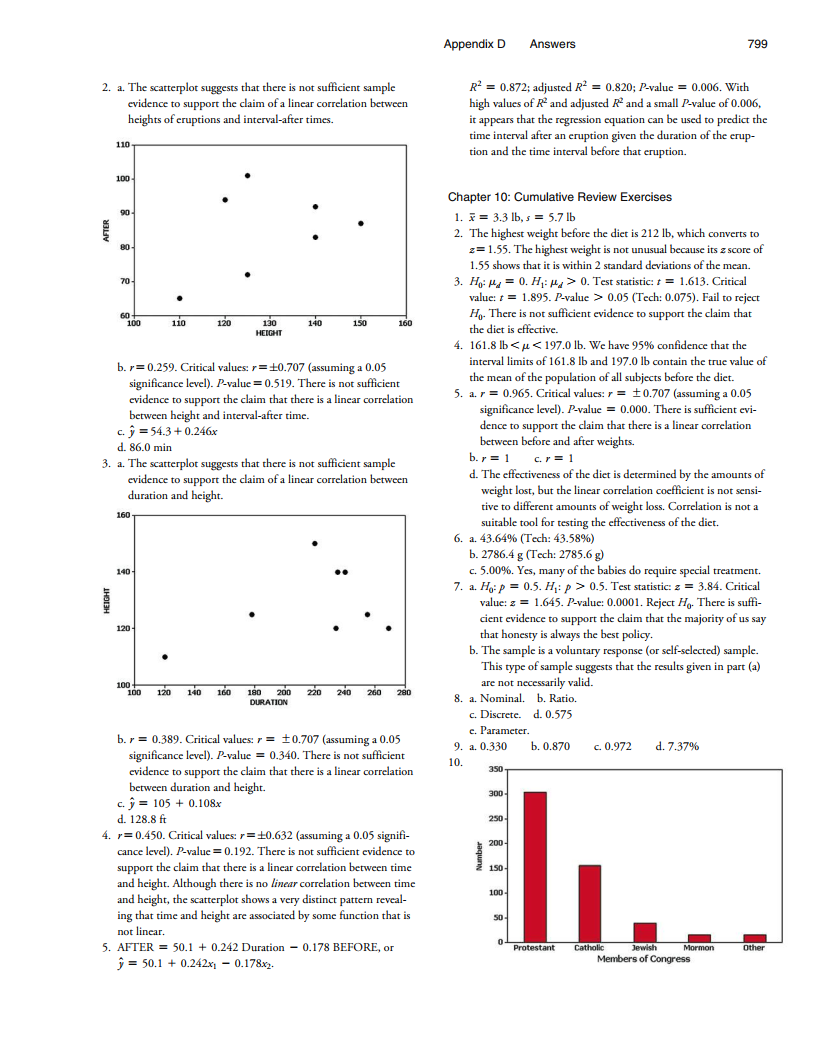 Appendix D Answers 799
2. a. The scatterplot suggests that there is not sufficient sample
evidence to support the claim of a linear correlation between
heights of eruptions and interval-after times.
110
100
90
80
70
60
AFTER
100 110 120 130 140 150 160
HEIGHT
b. r = 0.259. Critical values: r = ±0.707 (assuming a 0.05
significance level). P-value = 0.519. There is not sufficient
evidence to support the claim that there is a linear correlation
between height and interval-after time.
c. ŷ = 54.3 + 0.246x
d. 86.0 min
3. a. The scatterplot suggests that there is not sufficient sample
evidence to support the claim of a linear correlation between
duration and height.
160
140
120
100
HEIGHT
100 120 140 160 180 200 220 240 260 280
DURATION
b. r = 0.389. Critical values: r = ±0.707 (assuming a 0.05
significance level). P-value = 0.340. There is not sufficient
evidence to support the claim that there is a linear correlation
between duration and height.
c. ŷ = 105 + 0.108x
d. 128.8 ft
4. r = 0.450. Critical values: r = ±0.632 (assuming a 0.05 signifi-
cance level). P-value = 0.192. There is not sufficient evidence to
support the claim that there is a linear correlation between time
and height. Although there is no linear correlation between time
and height, the scatterplot shows a very distinct pattern reveal-
ing that time and height are associated by some function that is
not linear.
5. AFTER = 50.1 + 0.242 Duration − 0.178 BEFORE, or
ŷ = 50.1 + 0.242x₁ − 0.178x₂.
R² = 0.872; adjusted R² = 0.820; P-value = 0.006. With
high values of R² and adjusted R² and a small P-value of 0.006,
it appears that the regression equation can be used to predict the
time interval after an eruption given the duration of the erup-
tion and the time interval before that eruption.
Chapter 10: Cumulative Review Exercises
1. x̄ = 3.3 lb, s = 5.7 lb
2. The highest weight before the diet is 212 lb, which converts to
z = 1.55. The highest weight is not unusual because its z score of
1.55 shows that it is within 2 standard deviations of the mean.
3. H₀: μd = 0. H₁: μd > 0. Test statistic: t = 1.613. Critical
value: t = 1.895. P-value > 0.05 (Tech: 0.075). Fail to reject
H₀. There is not sufficient evidence to support the claim that
the diet is effective.
4. 161.8 lb < μ < 197.0 lb. We have 95% confidence that the
interval limits of 161.8 lb and 197.0 lb contain the true value of
the mean of the population of all subjects before the diet.
5. a. r = 0.965. Critical values: r = ±0.707 (assuming a 0.05
significance level). P-value = 0.000. There is sufficient evi-
dence to support the claim that there is a linear correlation
between before and after weights.
b. r = 1 c. r = 1
d. The effectiveness of the diet is determined by the amounts of
weight lost, but the linear correlation coefficient is not sensi-
tive to different amounts of weight loss. Correlation is not a
suitable tool for testing the effectiveness of the diet.
6. a. 43.64% (Tech: 43.58%)
b. 2786.4 g (Tech: 2785.6 g)
c. 5.00%. Yes, many of the babies do require special treatment.
7. a. H₀: p = 0.5. H₁: p > 0.5. Test statistic: z = 3.84. Critical
value: z = 1.645. P-value: 0.0001. Reject H₀. There is suffi-
cient evidence to support the claim that the majority of us say
that honesty is always the best policy.
b. The sample is a voluntary response (or self-selected) sample.
This type of sample suggests that the results given in part (a)
are not necessarily valid.
8. a. Nominal. b. Ratio.
c. Discrete. d. 0.575
e. Parameter.
9. a. 0.330 b. 0.870 c. 0.972 d. 7.37%
10.
350
300
250
200
150
100
50
0
Number
Protestant Catholic Jewish Mormon Other
Members of Congress